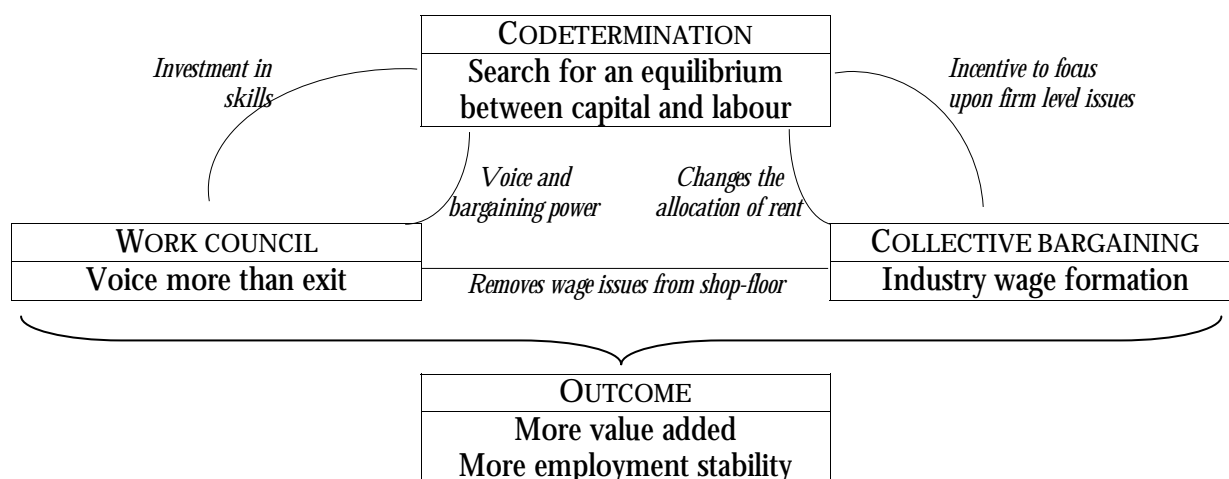 CODETERMINATION
Search for an equilibrium
between capital and labour
Investment in
skills
Incentive to focus
upon firm level issues
Voice and
bargaining power
Changes the
allocation of rent
WORK COUNCIL
Voice more than exit
Removes wage issues from shop-floor
COLLECTIVE BARGAINING
Industry wage formation
OUTCOME
More value added
More employment stability